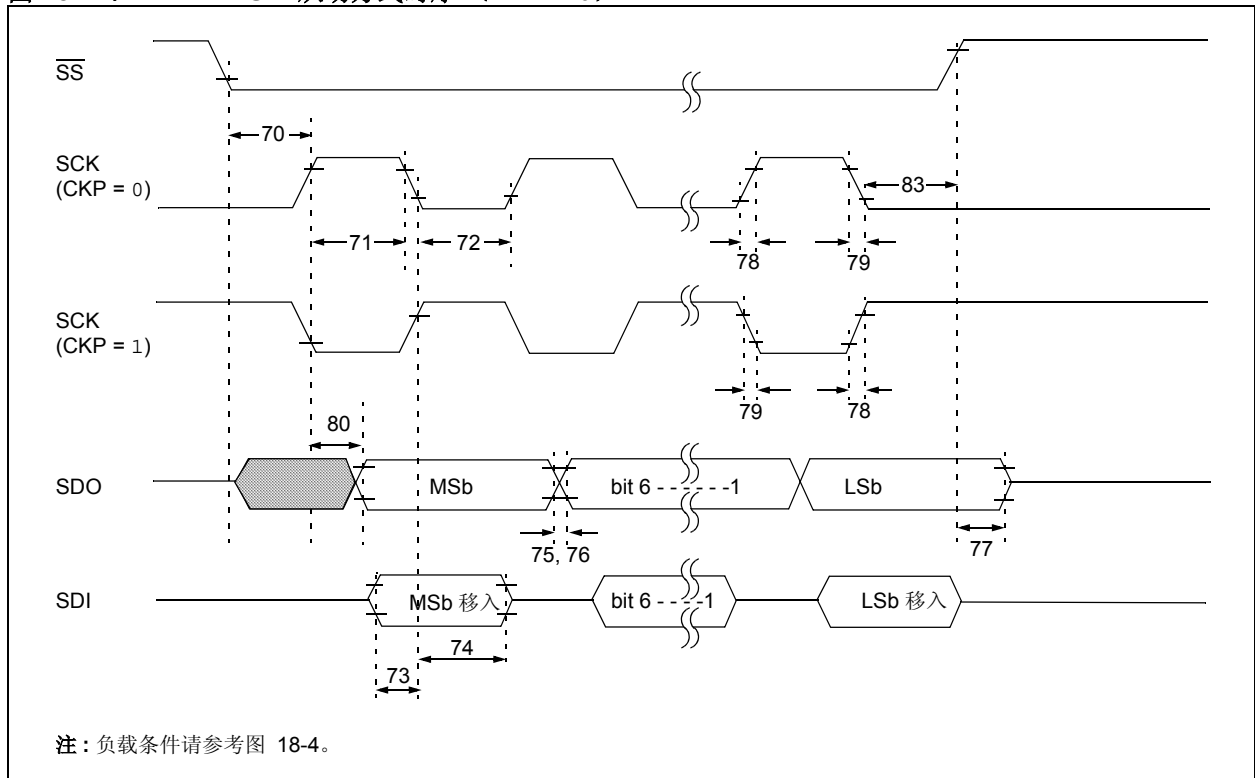 SS
70
SCK
(CKP = 0)
83
71
72
78
79
SCK
(CKP = 1)
79
78
80
SDO
MSb
bit 6 - - - - - -1
LSb
75, 76
77
SDI
MSb 移入
bit 6 - - - -1
LSb 移入
74
73
注 : 负载条件请参考图 18-4。